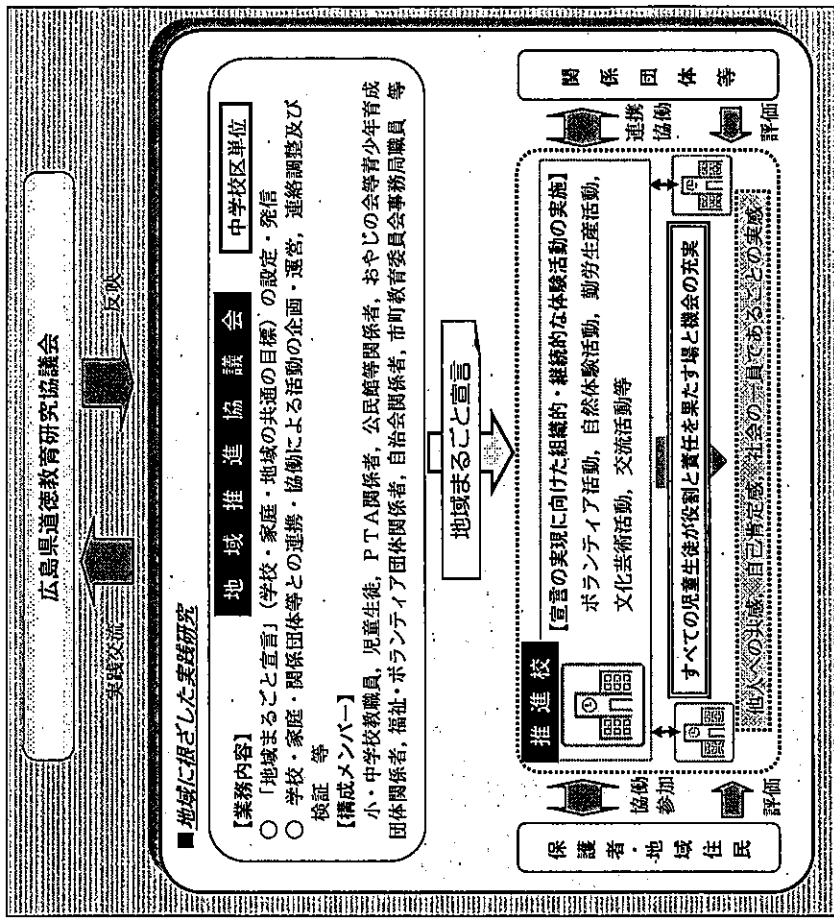 広島県道徳教育研究協議会
実践交流
反映
■地域に根ざした実践研究
地域推進協議会
中学校区単位
【業務内容】
○ 「地域まるごと宣言」（学校・家庭・地域の共通の目標）の設定・発信
○ 学校・家庭・関係団体等との連携・協働による活動の企画・運営，連絡調整及び
検証　等
【構成メンバー】
小・中学校教職員，児童生徒，ＰＴＡ関係者，公民館等関係者，おやじの会等青少年育成
団体関係者，福祉・ボランティア団体関係者，自治会関係者，市町教育委員会事務局職員　等
地域まるごと宣言
保護者・地域住民
協働
参加
評価
推進校
【宣言の実現に向けた組織的・継続的な体験活動の実施】
ボランティア活動，自然体験活動，勤労生産活動，
文化芸術活動，交流活動等
すべての児童生徒が役割と責任を果たす場と機会の充実
他人への共感，自己肯定感，社会の一員であることの実感
連携
協働
評価
関係団体等